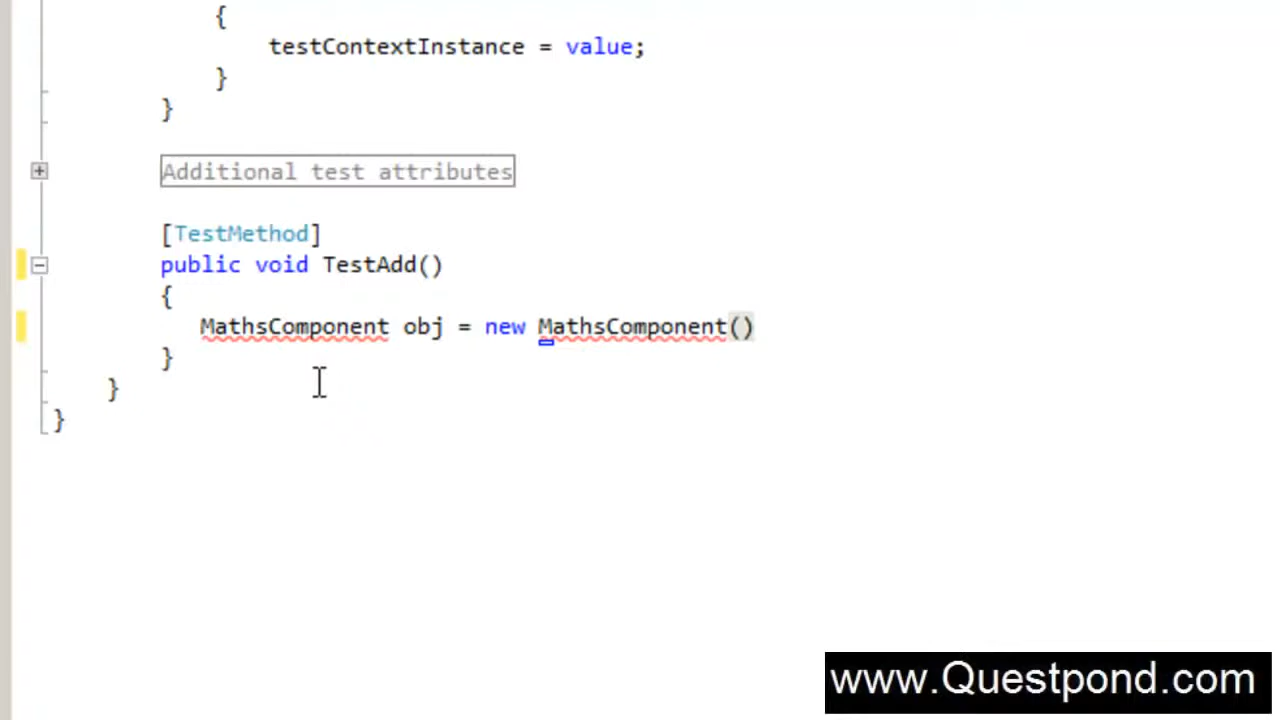 {
testContextInstance = value;
}
}
Additional test attributes
[TestMethod]
public void TestAdd()
{
MathsComponent obj = new MathsComponent()
}
}
}
www.Questpond.com